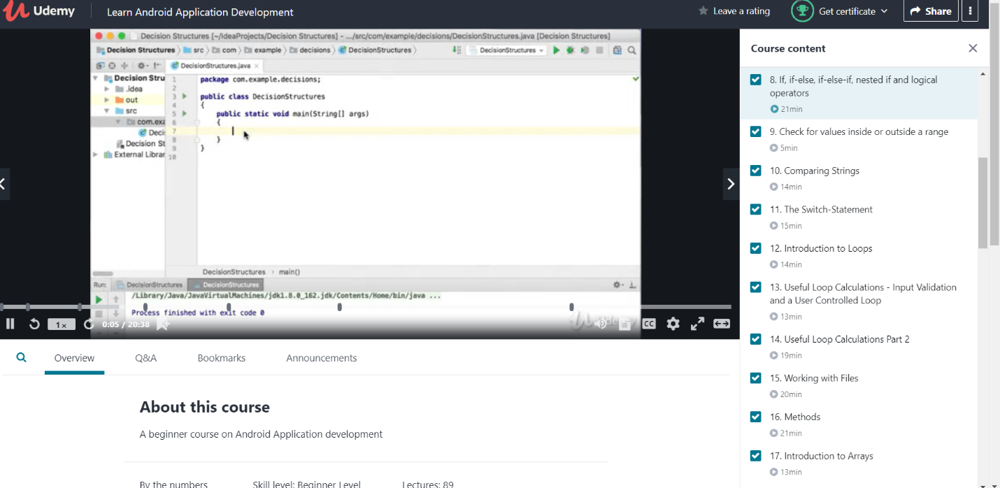 Udemy
Learn Android Application Development
Leave a rating
Get certificate
Share
Decision Structures [~/IdeaProjects/Decision Structures] - .../src/com/example/decisions/DecisionStructures.java [Decision Structures]
Decision Structures src com example decisions DecisionStructures
DecisionStructures
DecisionStructures.java
Decision Stru
.idea
out
src
com.exa
Decis
Decision St
External Librar
1 package com.example.decisions;
2
3 public class DecisionStructures
4 {
5 public static void main(String[] args)
6 {
7
8 }
9 }
10
DecisionStructures › main()
Run: DecisionStructures DecisionStructures
/Library/Java/JavaVirtualMachines/jdk1.8.0_162.jdk/Contents/Home/bin/java ...
Process finished with exit code 0
1x
0:05 / 20:38
CC
Course content
8. If, if-else, if-else-if, nested if and logical
operators
21min
9. Check for values inside or outside a range
5min
10. Comparing Strings
14min
11. The Switch-Statement
15min
12. Introduction to Loops
14min
13. Useful Loop Calculations - Input Validation
and a User Controlled Loop
13min
14. Useful Loop Calculations Part 2
19min
15. Working with Files
20min
16. Methods
21min
17. Introduction to Arrays
13min
Overview
Q&A
Bookmarks
Announcements
About this course
A beginner course on Android Application development
By the numbers
Skill level: Beginner Level
Lectures: 89